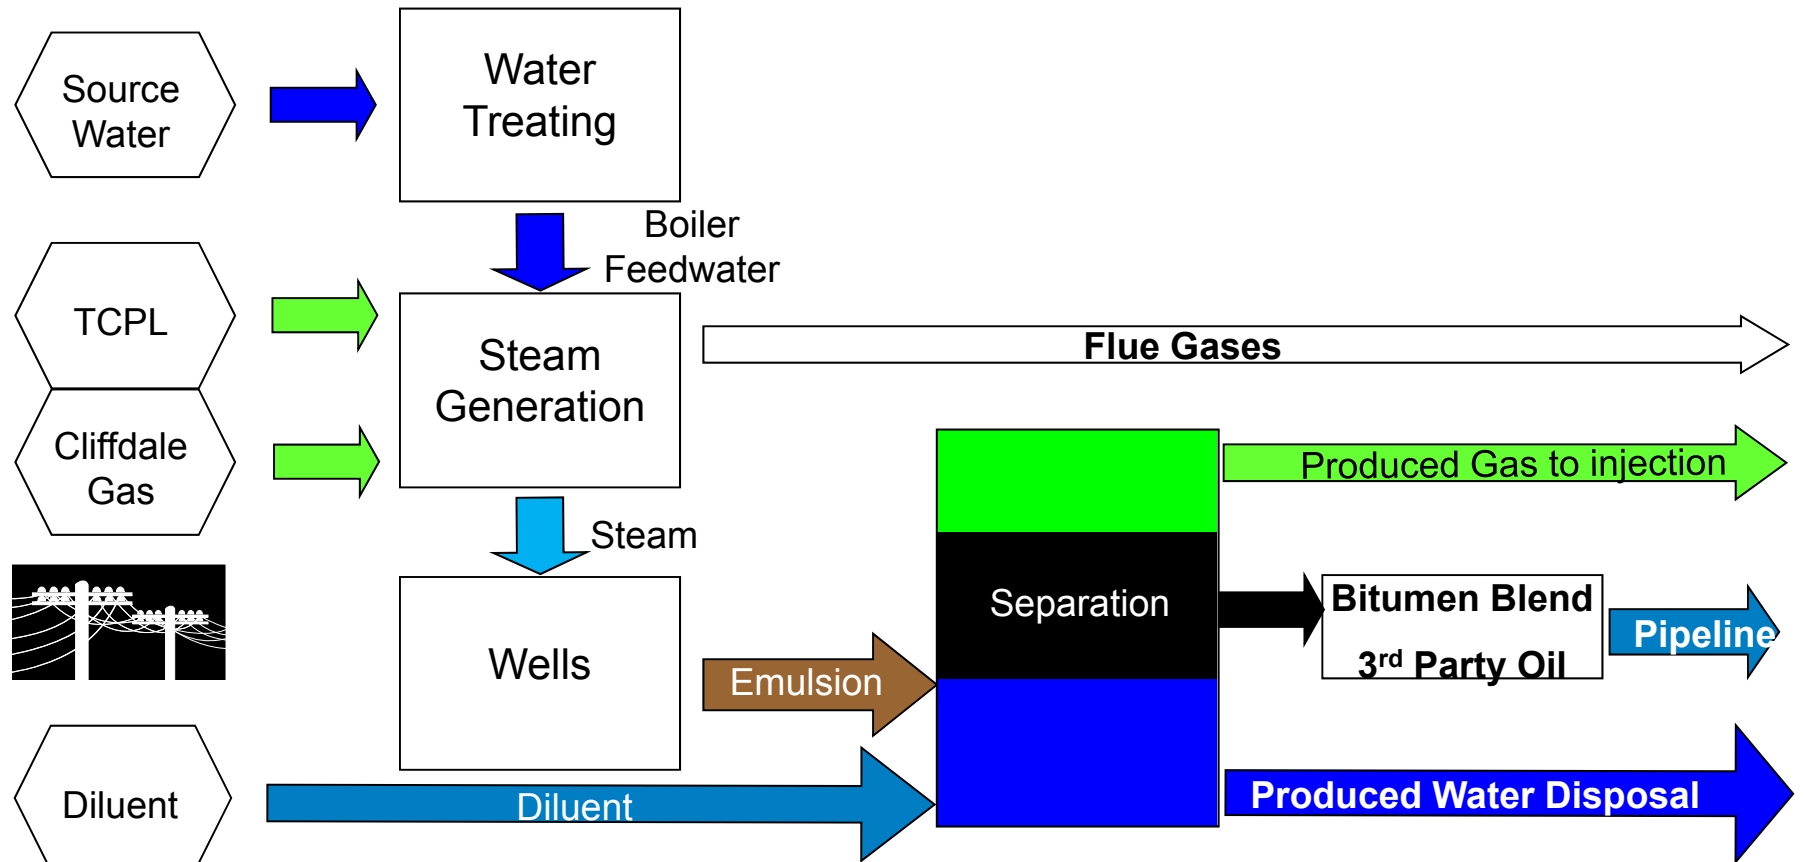 Source
Water
Water
Treating
Boiler
Feedwater
TCPL
Steam
Generation
Flue Gases
Cliffdale
Gas
Produced Gas to injection
Steam
Separation
Bitumen Blend
3rd Party Oil
Pipeline
Wells
Emulsion
Diluent
Diluent
Produced Water Disposal